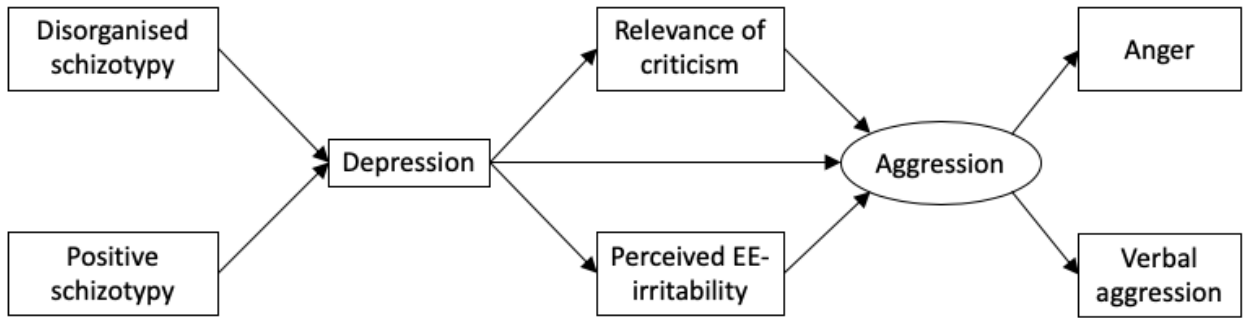 Disorganised
schizotypy
Relevance of
criticism
Anger
Depression
Aggression
Positive
schizotypy
Perceived EE-
irritability
Verbal
aggression